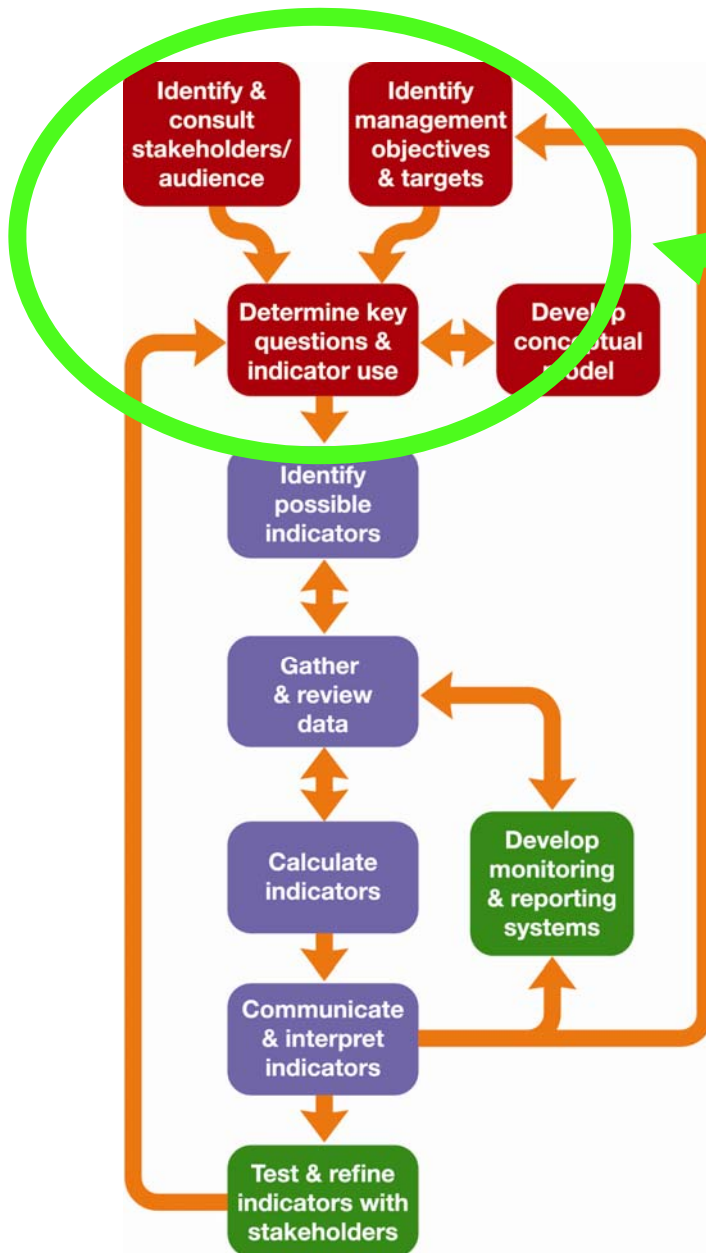 Identify &
consult
stakeholders/
audience
Identify
management
objectives
& targets
Determine key
questions &
indicator use
Develop
conceptual
model
Identify
possible
indicators
Gather
& review
data
Calculate
indicators
Develop
monitoring
& reporting
systems
Communicate
& interpret
indicators
Test & refine
indicators with
stakeholders